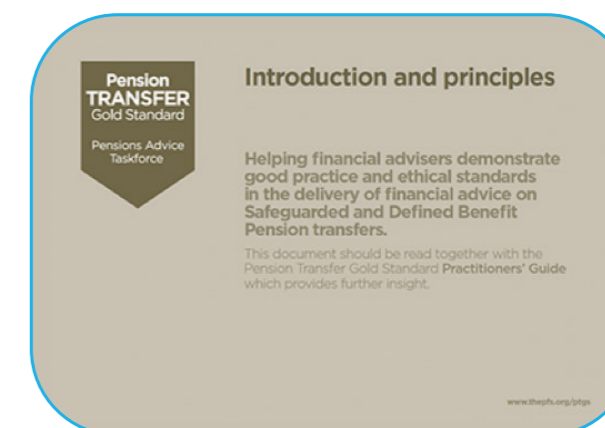 Pension
TRANSFER
Gold Standard
Pensions Advice
Taskforce
Introduction and principles
Helping financial advisers demonstrate
good practice and ethical standards
in the delivery of financial advice on
Safeguarded and Defined Benefit
Pension transfers.
This document should be read together with the
Pension Transfer Gold Standard Practitioners' Guide
which provides further insight.
www.thepfs.org/ptgs